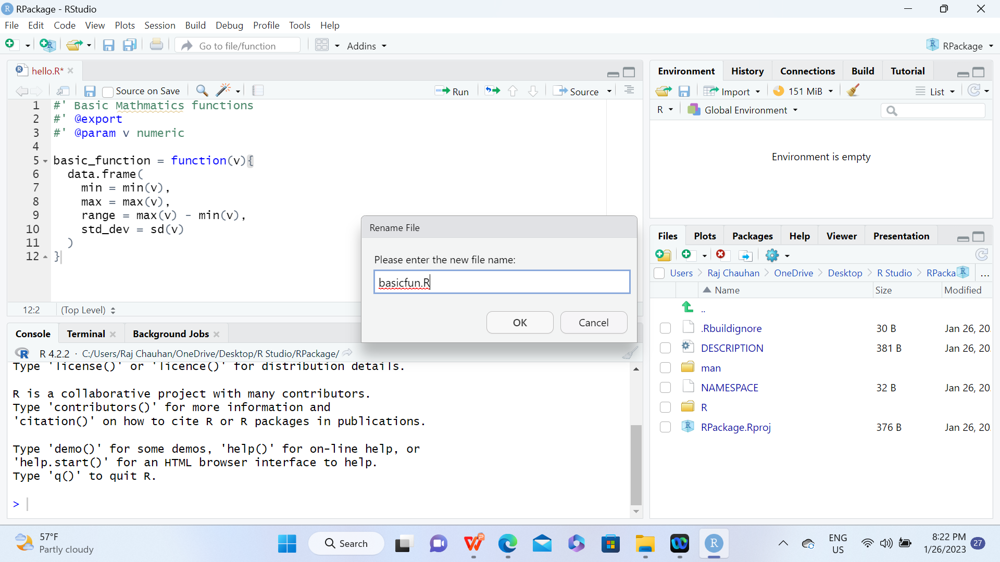 RPackage - RStudio
File Edit Code View Plots Session Build Debug Profile Tools Help
Go to file/function Addins RPackage
hello.R*
Source on Save Run Source
1 #' Basic Mathmatics functions
2 #' @export
3 #' @param v numeric
4
5 basic_function = function(v){
6 data.frame(
7 min = min(v),
8 max = max(v),
9 range = max(v) - min(v),
10 std_dev = sd(v)
11 )
12 }
12:2 (Top Level)
Rename File
Please enter the new file name:
basicfun.R
OK Cancel
Console Terminal Background Jobs
R 4.2.2 · C:/Users/Raj Chauhan/OneDrive/Desktop/R Studio/RPackage/
Type 'license()' or 'licence()' for distribution details.
R is a collaborative project with many contributors.
Type 'contributors()' for more information and
'citation()' on how to cite R or R packages in publications.
Type 'demo()' for some demos, 'help()' for on-line help, or
'help.start()' for an HTML browser interface to help.
Type 'q()' to quit R.
>
Environment History Connections Build Tutorial
Import 151 MiB List
R Global Environment
Environment is empty
Files Plots Packages Help Viewer Presentation
Users Raj Chauhan OneDrive Desktop R Studio RPacka ...
Name Size Modified
..
.Rbuildignore 30 B Jan 26, 20
DESCRIPTION 381 B Jan 26, 20
man
NAMESPACE 32 B Jan 26, 20
R
RPackage.Rproj 376 B Jan 26, 20
57°F
Partly cloudy
Search
ENG
US
8:22 PM
1/26/2023
27